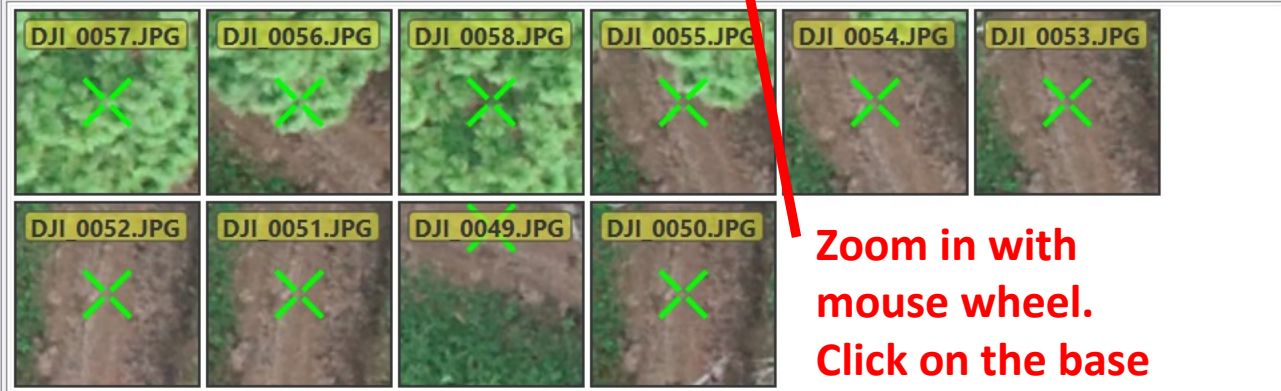 DJI_0057.JPG DJI_0056.JPG DJI_0058.JPG DJI_0055.JPG DJI_0054.JPG DJI_0053.JPG
DJI_0052.JPG DJI_0051.JPG DJI_0049.JPG DJI_0050.JPG
Zoom in with
mouse wheel.
Click on the base